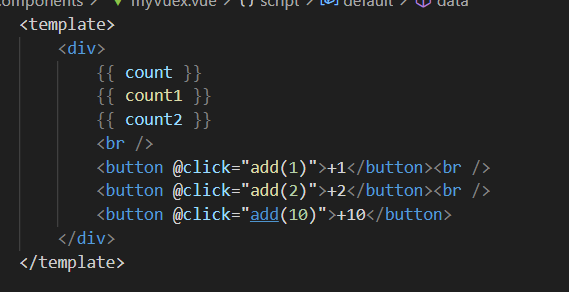 components > myvuex.vue > {} script > default > data
<template>
<div>
{{ count }}
{{ count1 }}
{{ count2 }}
<br />
<button @click="add(1)">+1</button><br />
<button @click="add(2)">+2</button><br />
<button @click="add(10)">+10</button>
</div>
</template>